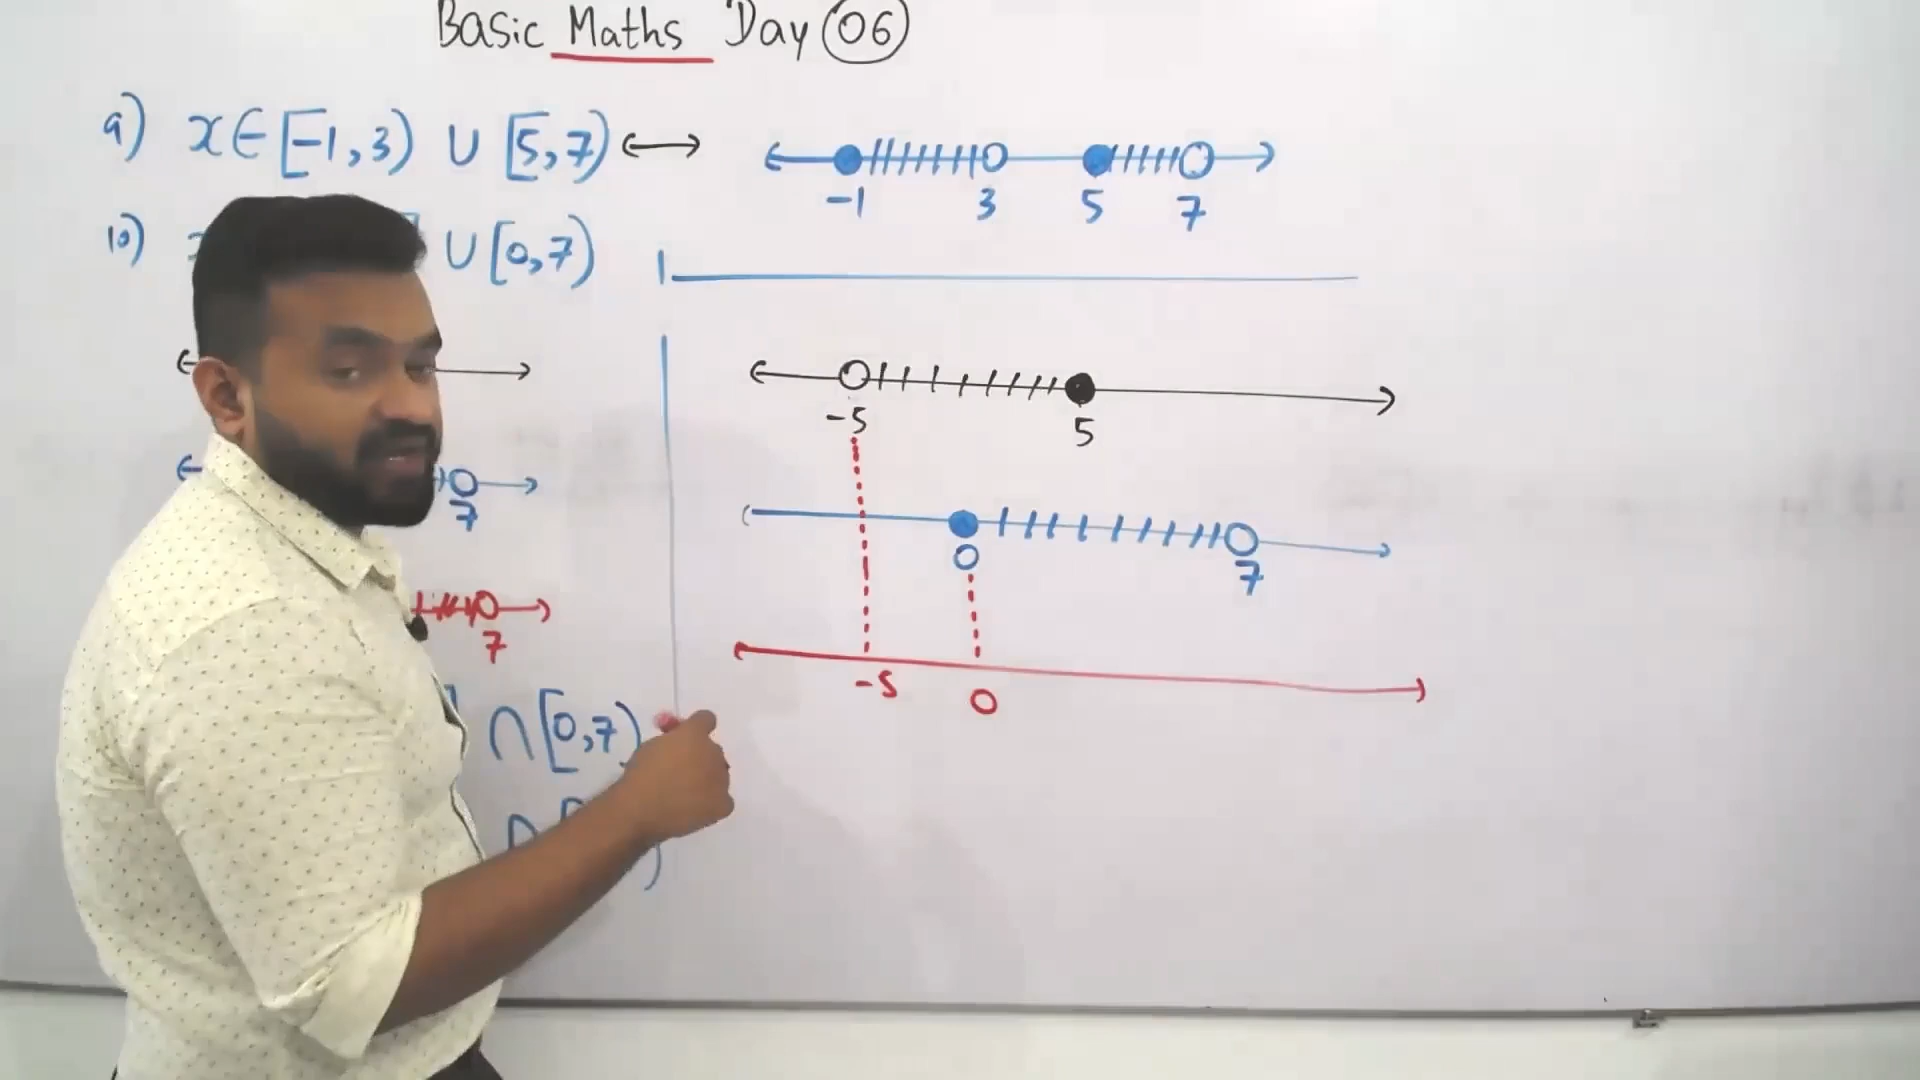 Basic Maths Day 06
9) x∈[-1,3) ∪ [5,7)
-1 3 5 7
10) ∪ [0,7)
-5 5
7
0 7
7
-5 0
∩ [0,7)
∩